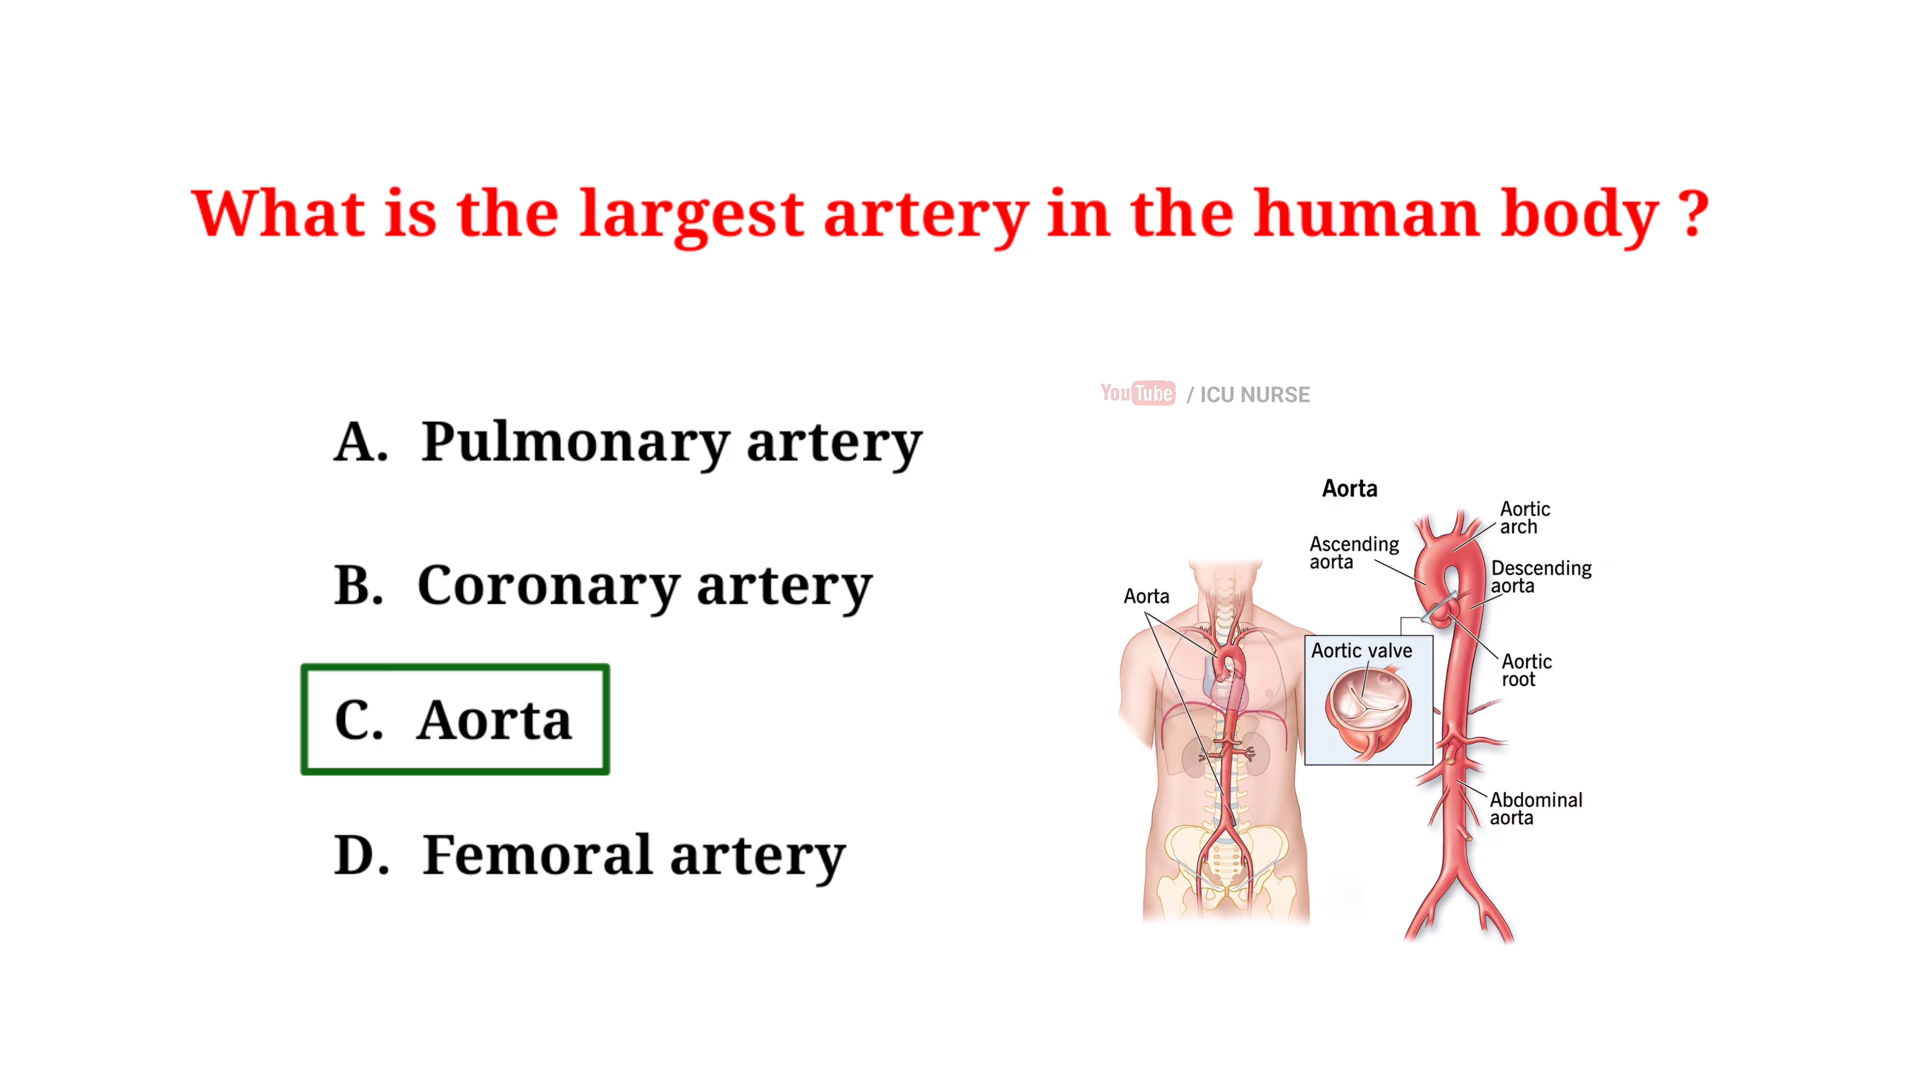 What is the largest artery in the human body ?
A. Pulmonary artery
B. Coronary artery
C. Aorta
D. Femoral artery
YouTube / ICU NURSE
Aorta
Aortic
arch
Ascending
aorta
Descending
aorta
Aorta
Aortic valve
Aortic
root
Abdominal
aorta